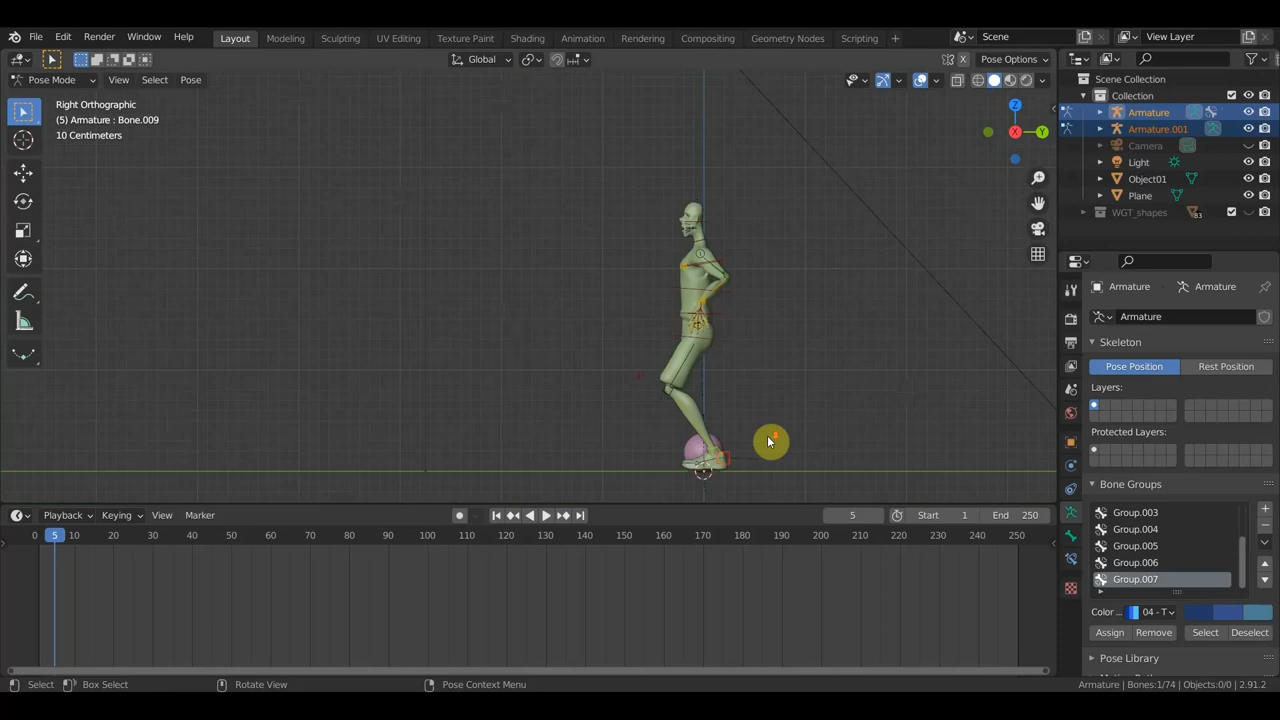 File Edit Render Window Help Layout Modeling Sculpting UV Editing Texture Paint Shading Animation Rendering Compositing Geometry Nodes Scripting + Scene View Layer
Global Pose Options
Pose Mode View Select Pose
Right Orthographic
(5) Armature : Bone.009
10 Centimeters
Z
X
Y
Scene Collection
Collection
Armature
Armature.001
Camera
Light
Object01
Plane
WGT_shapes 83
Armature Armature
Armature
Skeleton
Pose Position Rest Position
Layers:
Protected Layers:
Bone Groups
Group.003
Group.004
Group.005
Group.006
Group.007
Color ... 04 - T
Assign Remove Select Deselect
Pose Library
Playback Keying View Marker 5 Start 1 End 250
0 5 10 20 30 40 50 60 70 80 90 100 110 120 130 140 150 160 170 180 190 200 210 220 230 240 250
Select Box Select Rotate View Pose Context Menu Armature | Bones:1/74 | Objects:0/0 | 2.91.2